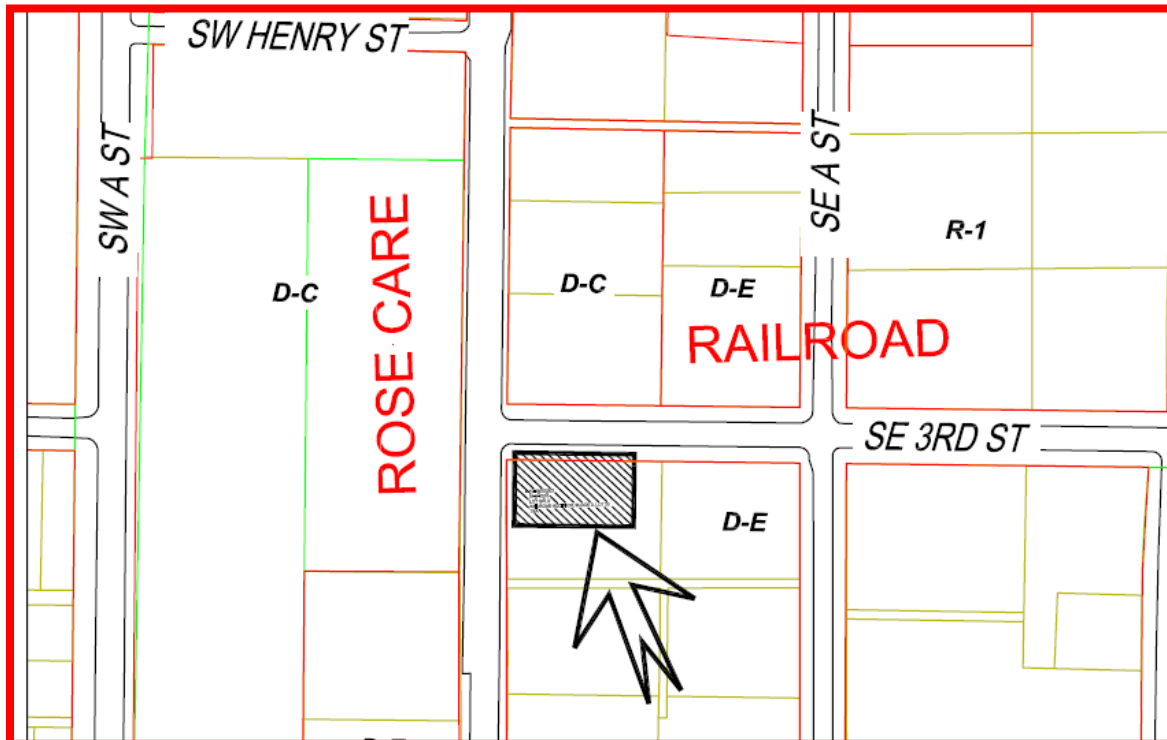 SW HENRY ST
SW A ST
SE A ST
ROSE CARE
R-1
D-C
D-C
D-E
RAILROAD
SE 3RD ST
D-E